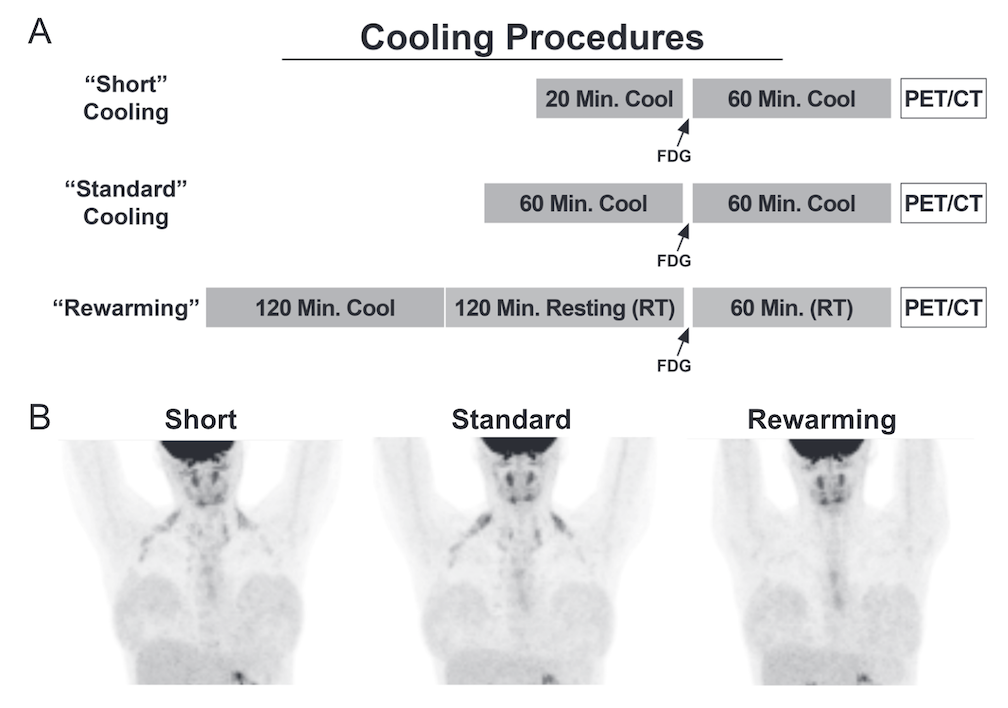 A
Cooling Procedures
“Short”
Cooling
20 Min. Cool
60 Min. Cool
PET/CT
FDG
“Standard”
Cooling
60 Min. Cool
60 Min. Cool
PET/CT
FDG
“Rewarming”
120 Min. Cool
120 Min. Resting (RT)
60 Min. (RT)
PET/CT
FDG
B
Short
Standard
Rewarming